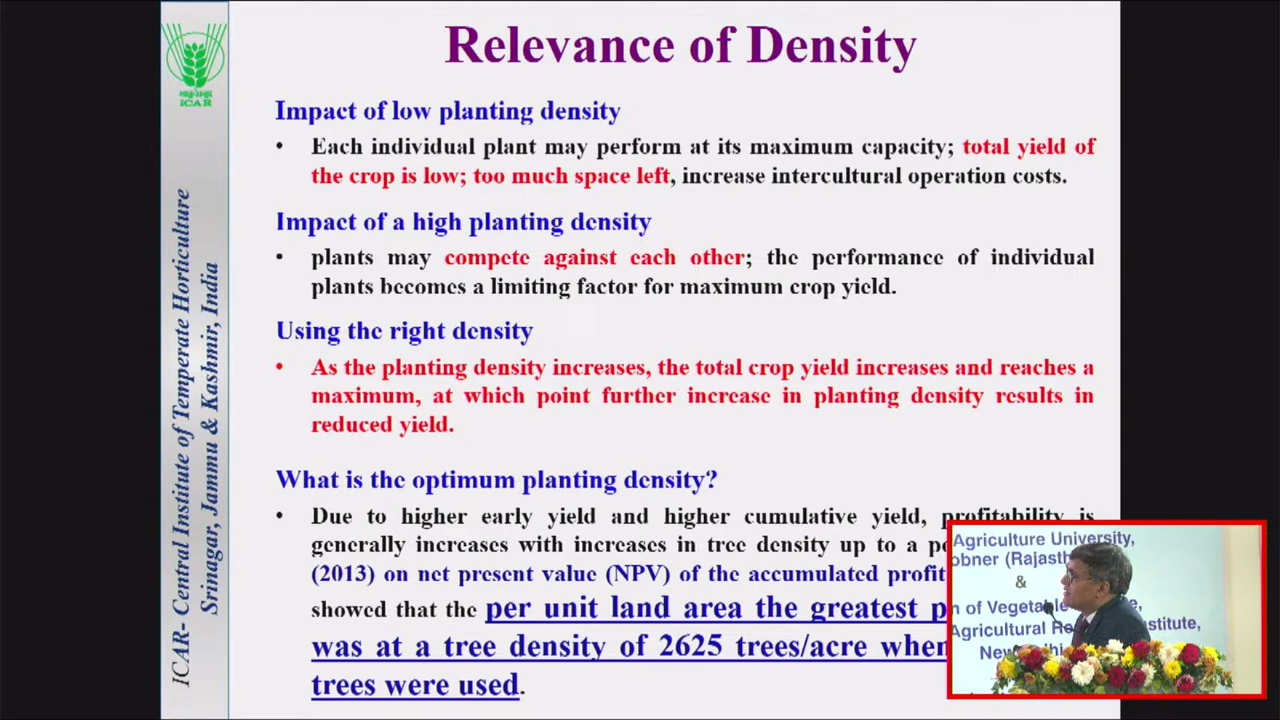 Relevance of Density
ICAR
ICAR- Central Institute of Temperate Horticulture
Srinagar, Jammu & Kashmir, India
Impact of low planting density
• Each individual plant may perform at its maximum capacity; total yield of
the crop is low; too much space left, increase intercultural operation costs.
Impact of a high planting density
• plants may compete against each other; the performance of individual
plants becomes a limiting factor for maximum crop yield.
Using the right density
• As the planting density increases, the total crop yield increases and reaches a
maximum, at which point further increase in planting density results in
reduced yield.
What is the optimum planting density?
• Due to higher early yield and higher cumulative yield, profitability is
generally increases with increases in tree density up to a
(2013) on net present value (NPV) of the accumulated
showed that the per unit land area the greatest
was at a tree density of 2625 trees/acre when
trees were used.
Agriculture University,
&
of Vegetable
Agricultural